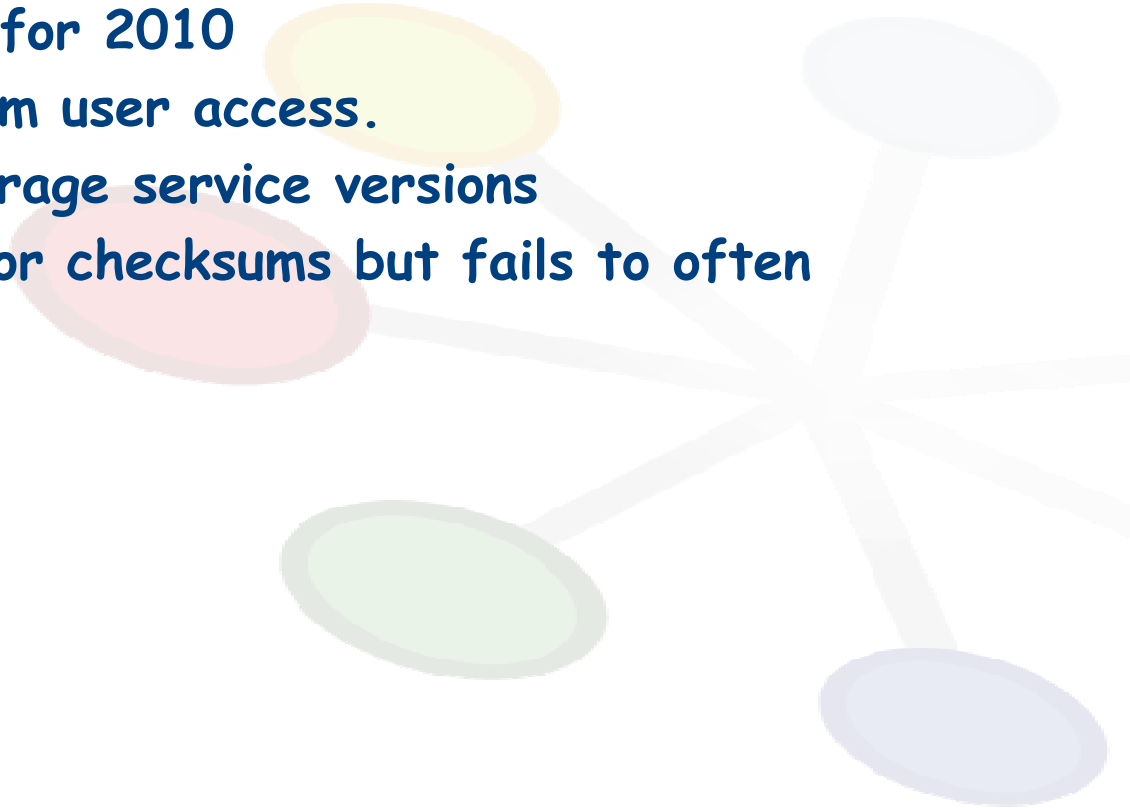 for 2010
m user access.
rage service versions
or checksums but fails to often